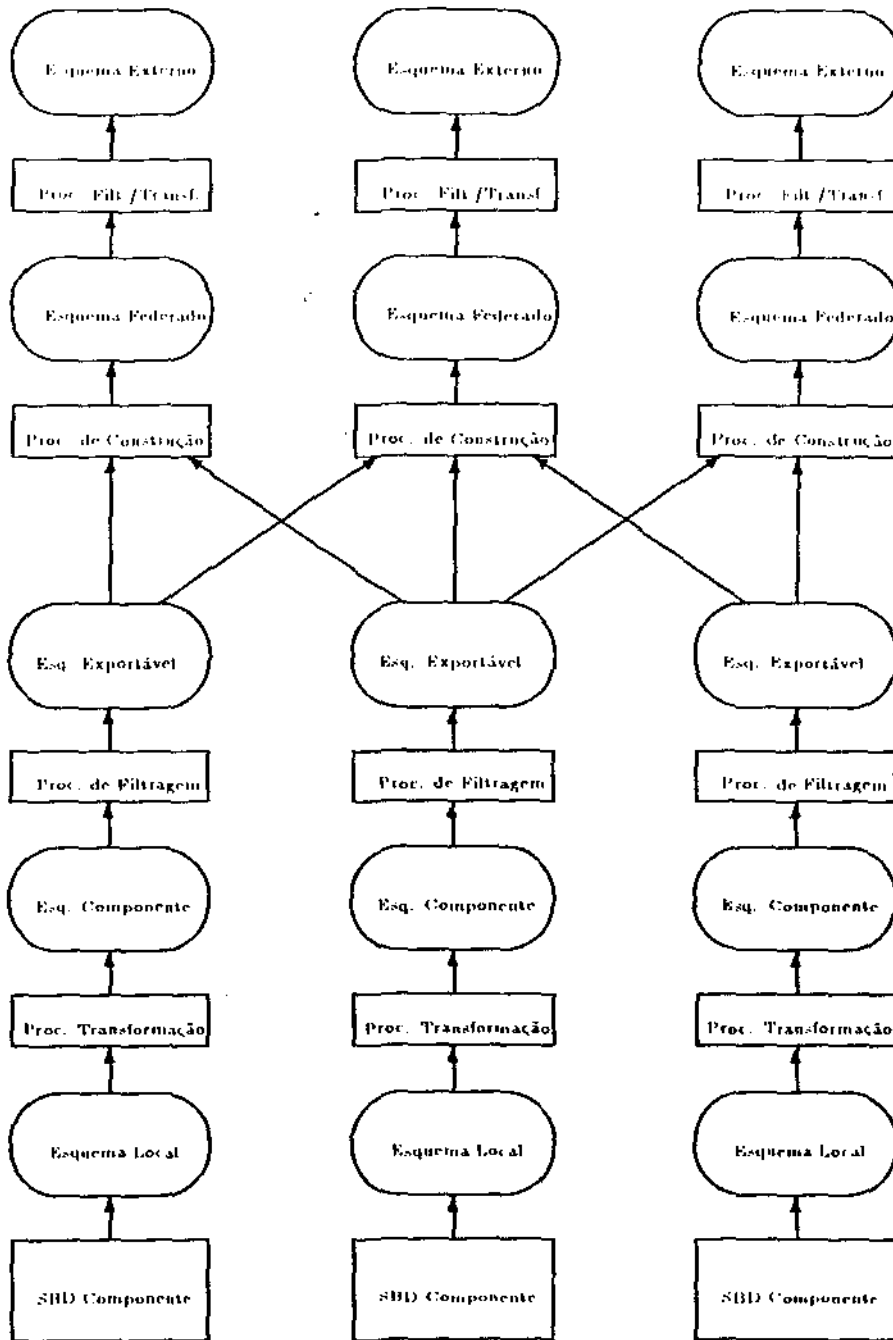 Esquema Externo
Esquema Externo
Esquema Externo
Proc. Filt /Transf.
Proc. Filt /Transf
Proc. Filt /Transf
Esquema Federado
Esquema Federado
Esquema Federado
Proc. de Construção
Proc. de Construção
Proc. de Construção
Esq. Exportável
Esq. Exportável
Esq. Exportável
Proc. de Filtragem
Proc. de Filtragem
Proc. de Filtragem
Esq. Componente
Esq. Componente
Esq. Componente
Proc. Transformação
Proc. Transformação
Proc. Transformação
Esquema Local
Esquema Local
Esquema Local
SBD Componente
SBD Componente
SBD Componente